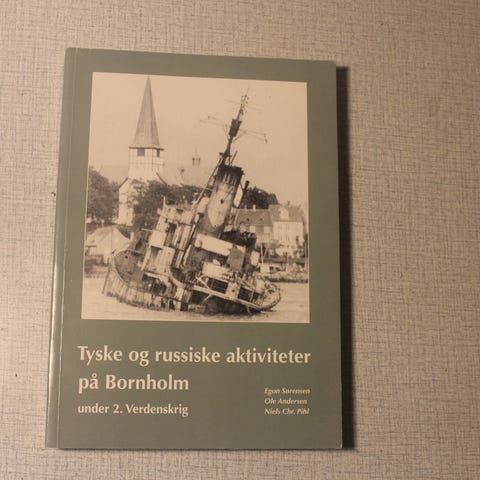 Tyske og russiske aktiviteter
på Bornholm
under 2. Verdenskrig
Egon Sørensen
Ole Andersen
Niels Chr. Pihl